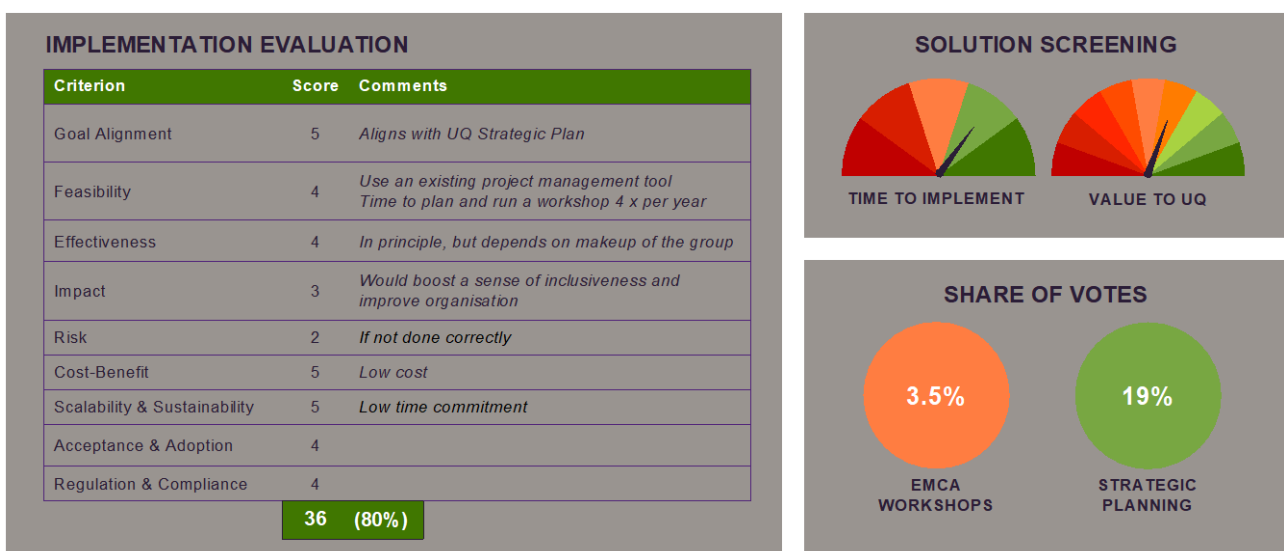 IMPLEMENTATION EVALUATION
Criterion Score Comments
Goal Alignment 5 Aligns with UQ Strategic Plan
Feasibility 4 Use an existing project management tool
Time to plan and run a workshop 4 x per year
Effectiveness 4 In principle, but depends on makeup of the group
Impact 3 Would boost a sense of inclusiveness and
improve organisation
Risk 2 If not done correctly
Cost-Benefit 5 Low cost
Scalability & Sustainability 5 Low time commitment
Acceptance & Adoption 4
Regulation & Compliance 4
36 (80%)
SOLUTION SCREENING
TIME TO IMPLEMENT
VALUE TO UQ
SHARE OF VOTES
3.5%
EMCA
WORKSHOPS
19%
STRATEGIC
PLANNING